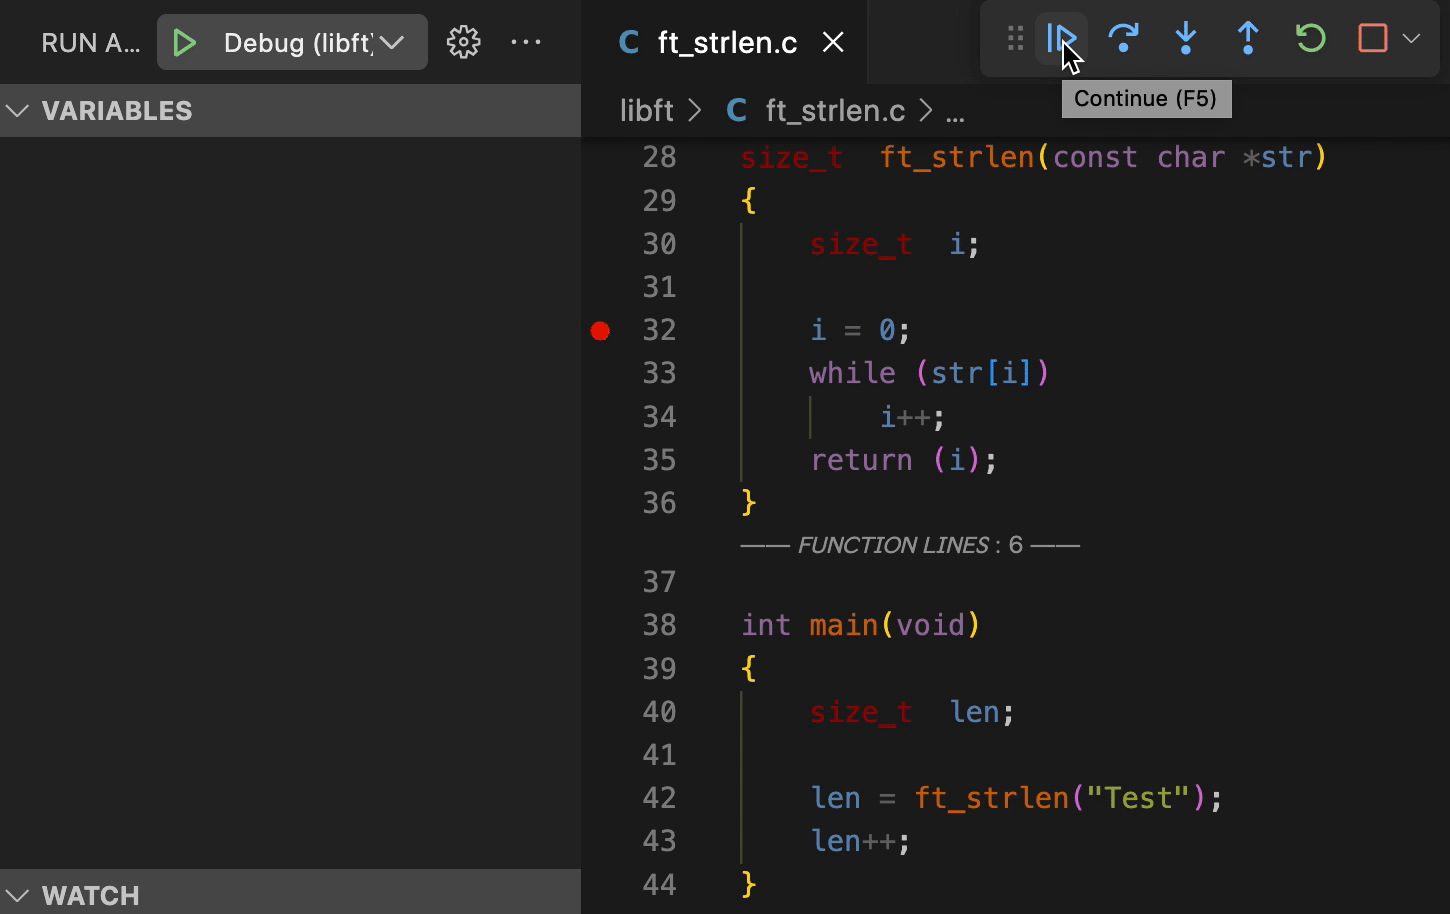 RUN A... Debug (libft) ...
C ft_strlen.c
Continue (F5)
VARIABLES
libft > C ft_strlen.c > ...
28 size_t ft_strlen(const char *str)
29 {
30 size_t i;
31
32 i = 0;
33 while (str[i])
34 i++;
35 return (i);
36 }
—— FUNCTION LINES : 6 ——
37
38 int main(void)
39 {
40 size_t len;
41
42 len = ft_strlen("Test");
43 len++;
44 }
WATCH